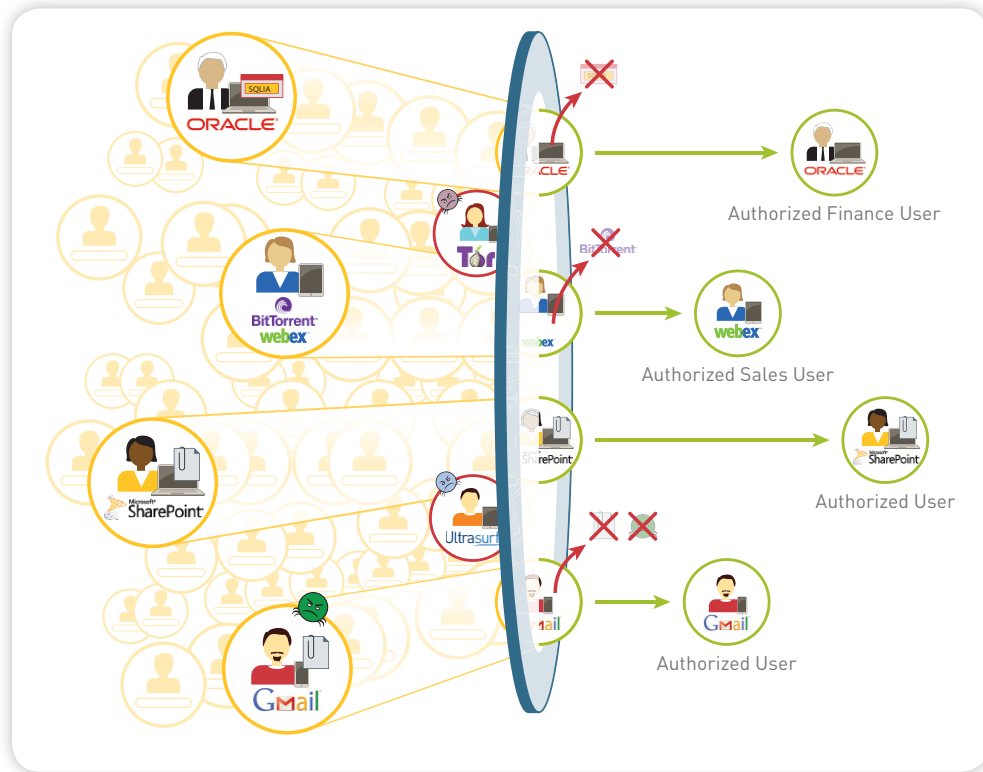 SQLIA
ORACLE
ORACLE
ORACLE
Authorized Finance User
Tor
BitTorrent
BitTorrent
webex
webex
webex
Authorized Sales User
Microsoft
SharePoint
SharePoint
Microsoft
SharePoint
Authorized User
Ultrasurf
Gmail
Gmail
Gmail
Authorized User